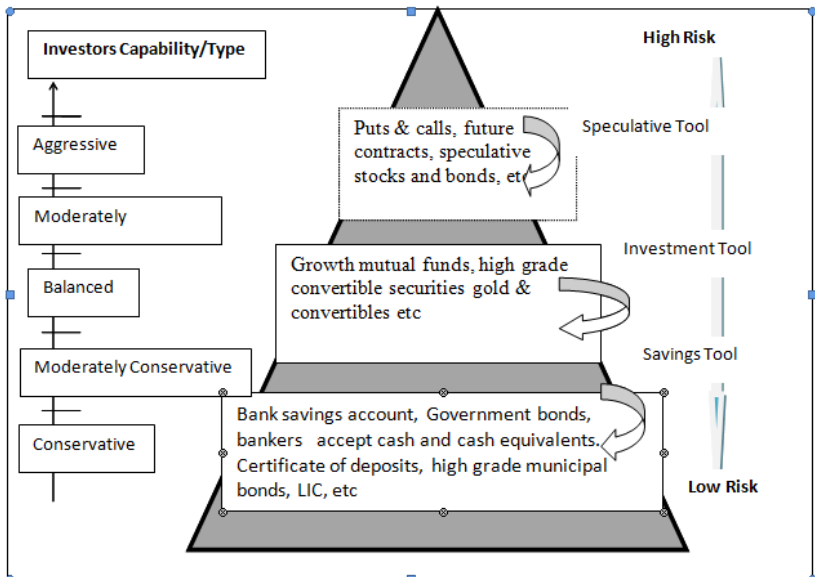 Investors Capability/Type
Aggressive
Moderately
Balanced
Moderately Conservative
Conservative
Puts & calls, future
contracts, speculative
stocks and bonds, etc
Growth mutual funds, high grade
convertible securities gold &
convertibles etc
Bank savings account, Government bonds,
bankers accept cash and cash equivalents.
Certificate of deposits, high grade municipal
bonds, LIC, etc
High Risk
Speculative Tool
Investment Tool
Savings Tool
Low Risk